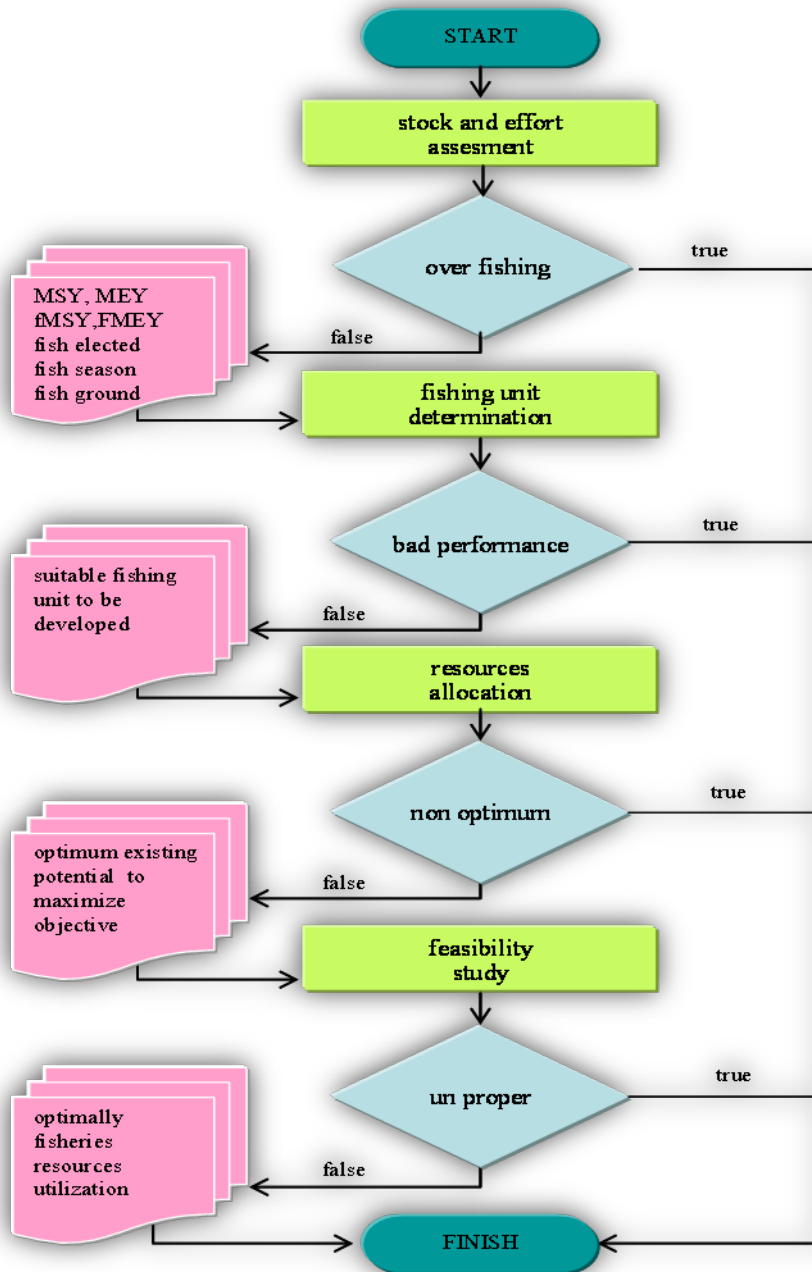 START
stock and effort
assesment
over fishing
true
false
MSY, MEY
fMSY,FMEY
fish elected
fish season
fish ground
fishing unit
determination
bad performance
true
false
suitable fishing
unit to be
developed
resources
allocation
non optimum
true
false
optimum existing
potential to
maximize
objective
feasibility
study
un proper
true
false
optimally
fisheries
resources
utilization
FINISH